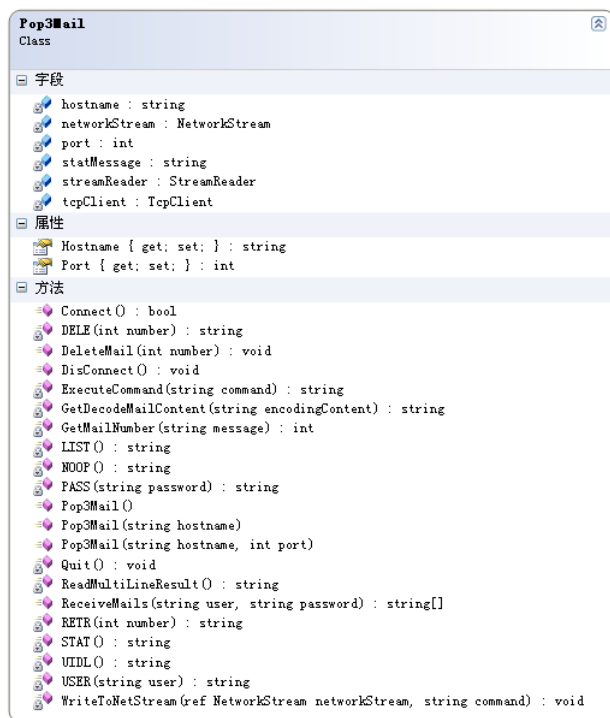 Pop3Mail
Class
字段
hostname : string
networkStream : NetworkStream
port : int
statMessage : string
streamReader : StreamReader
tcpClient : TcpClient
属性
Hostname { get; set; } : string
Port { get; set; } : int
方法
Connect() : bool
DELE(int number) : string
DeleteMail(int number) : void
DisConnect() : void
ExecuteCommand(string command) : string
GetDecodeMailContent(string encodingContent) : string
GetMailNumber(string message) : int
LIST() : string
NOOP() : string
PASS(string password) : string
Pop3Mail()
Pop3Mail(string hostname)
Pop3Mail(string hostname, int port)
Quit() : void
ReadMultiLineResult() : string
ReceiveMails(string user, string password) : string[]
RETR(int number) : string
STAT() : string
UIDL() : string
USER(string user) : string
WriteToNetStream(ref NetworkStream networkStream, string command) : void